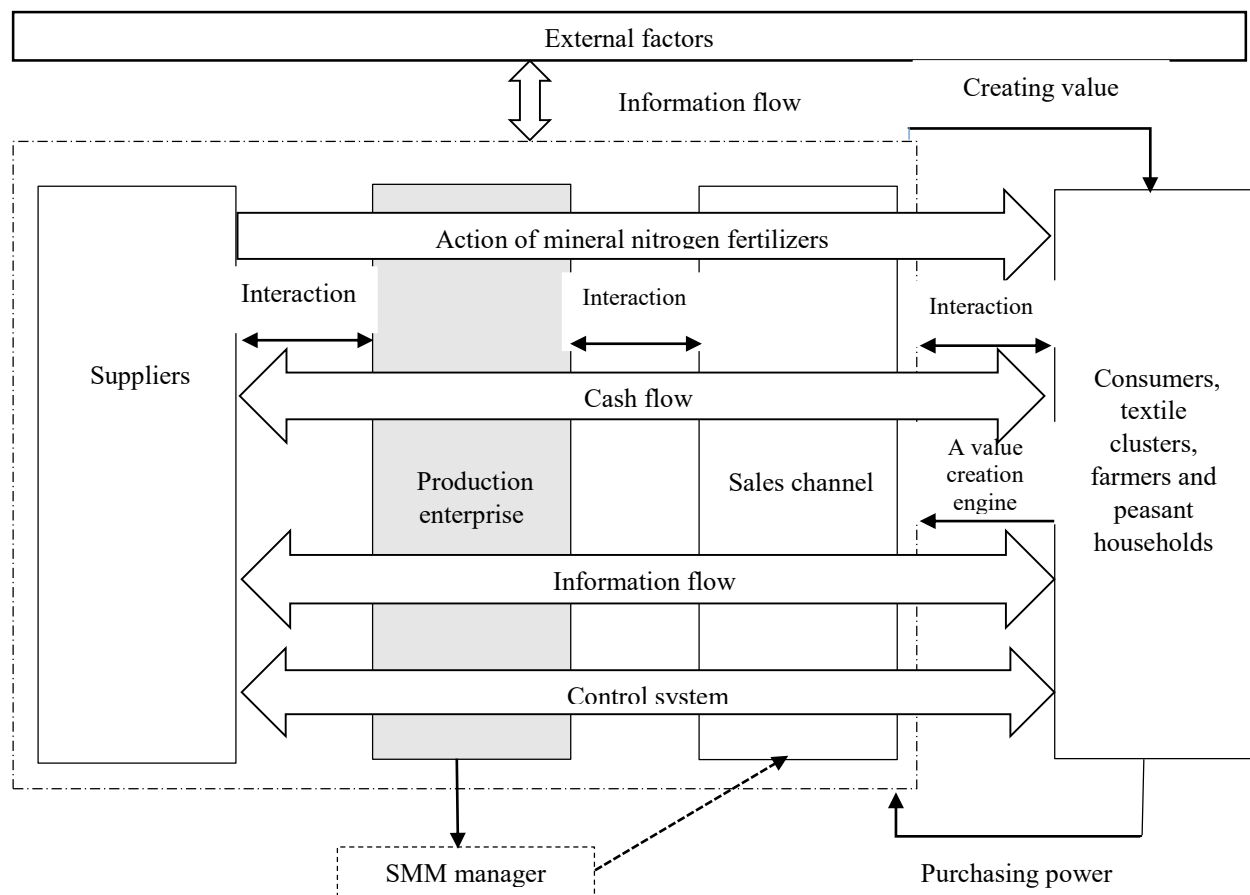 External factors
Information flow
Creating value
Action of mineral nitrogen fertilizers
Interaction
Interaction
Interaction
Suppliers
Cash flow
Consumers,
textile
clusters,
farmers and
peasant
households
A value
creation
engine
Production
enterprise
Sales channel
Information flow
Control system
SMM manager
Purchasing power